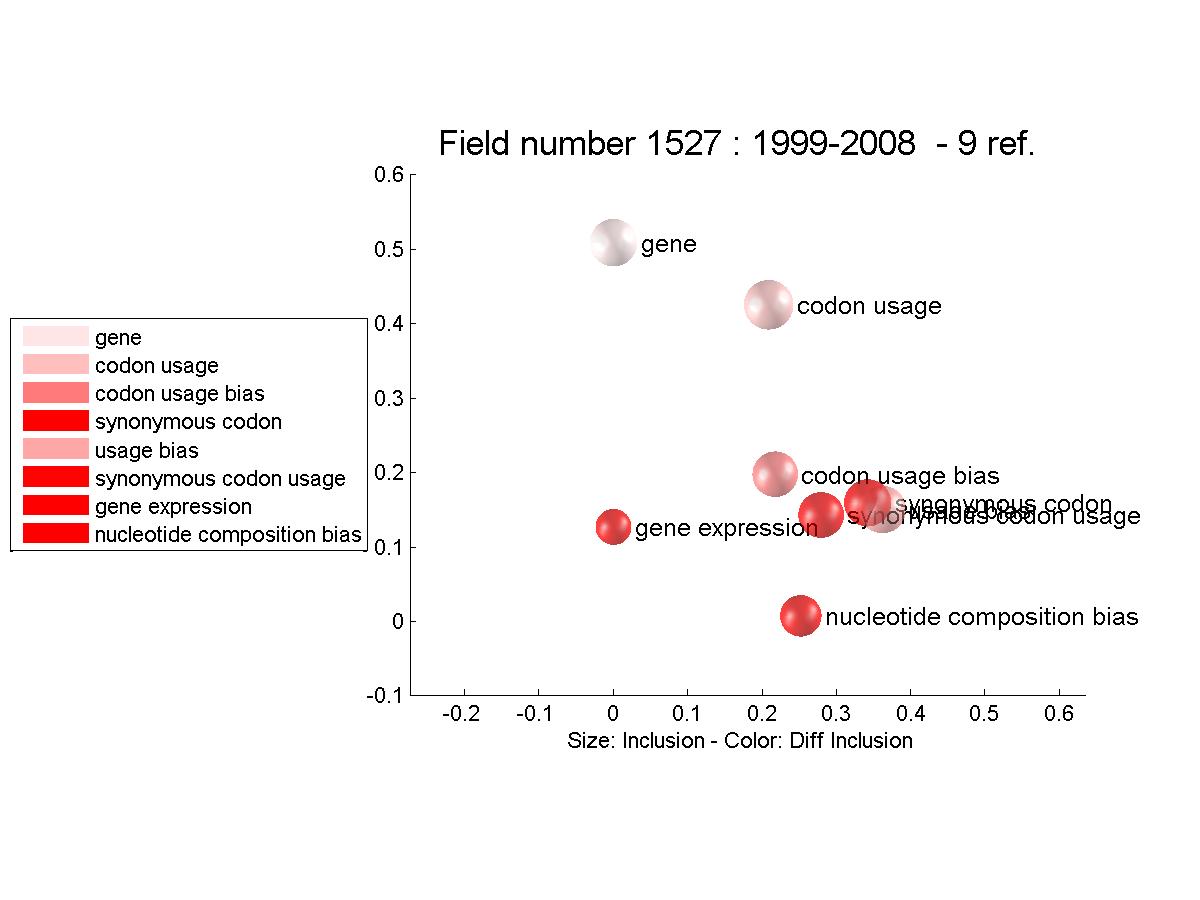 Field number 1527 : 1999-2008 - 9 ref.
0.6
0.5
0.4
0.3
0.2
0.1
0
-0.1
gene
codon usage
codon usage bias
synonymous codon
usage bias
synonymous codon usage
gene expression
nucleotide composition bias
gene
codon usage
codon usage bias
synonymous codon
usage bias
synonymous codon usage
gene expression
nucleotide composition bias
-0.2 -0.1 0 0.1 0.2 0.3 0.4 0.5 0.6
Size: Inclusion - Color: Diff Inclusion